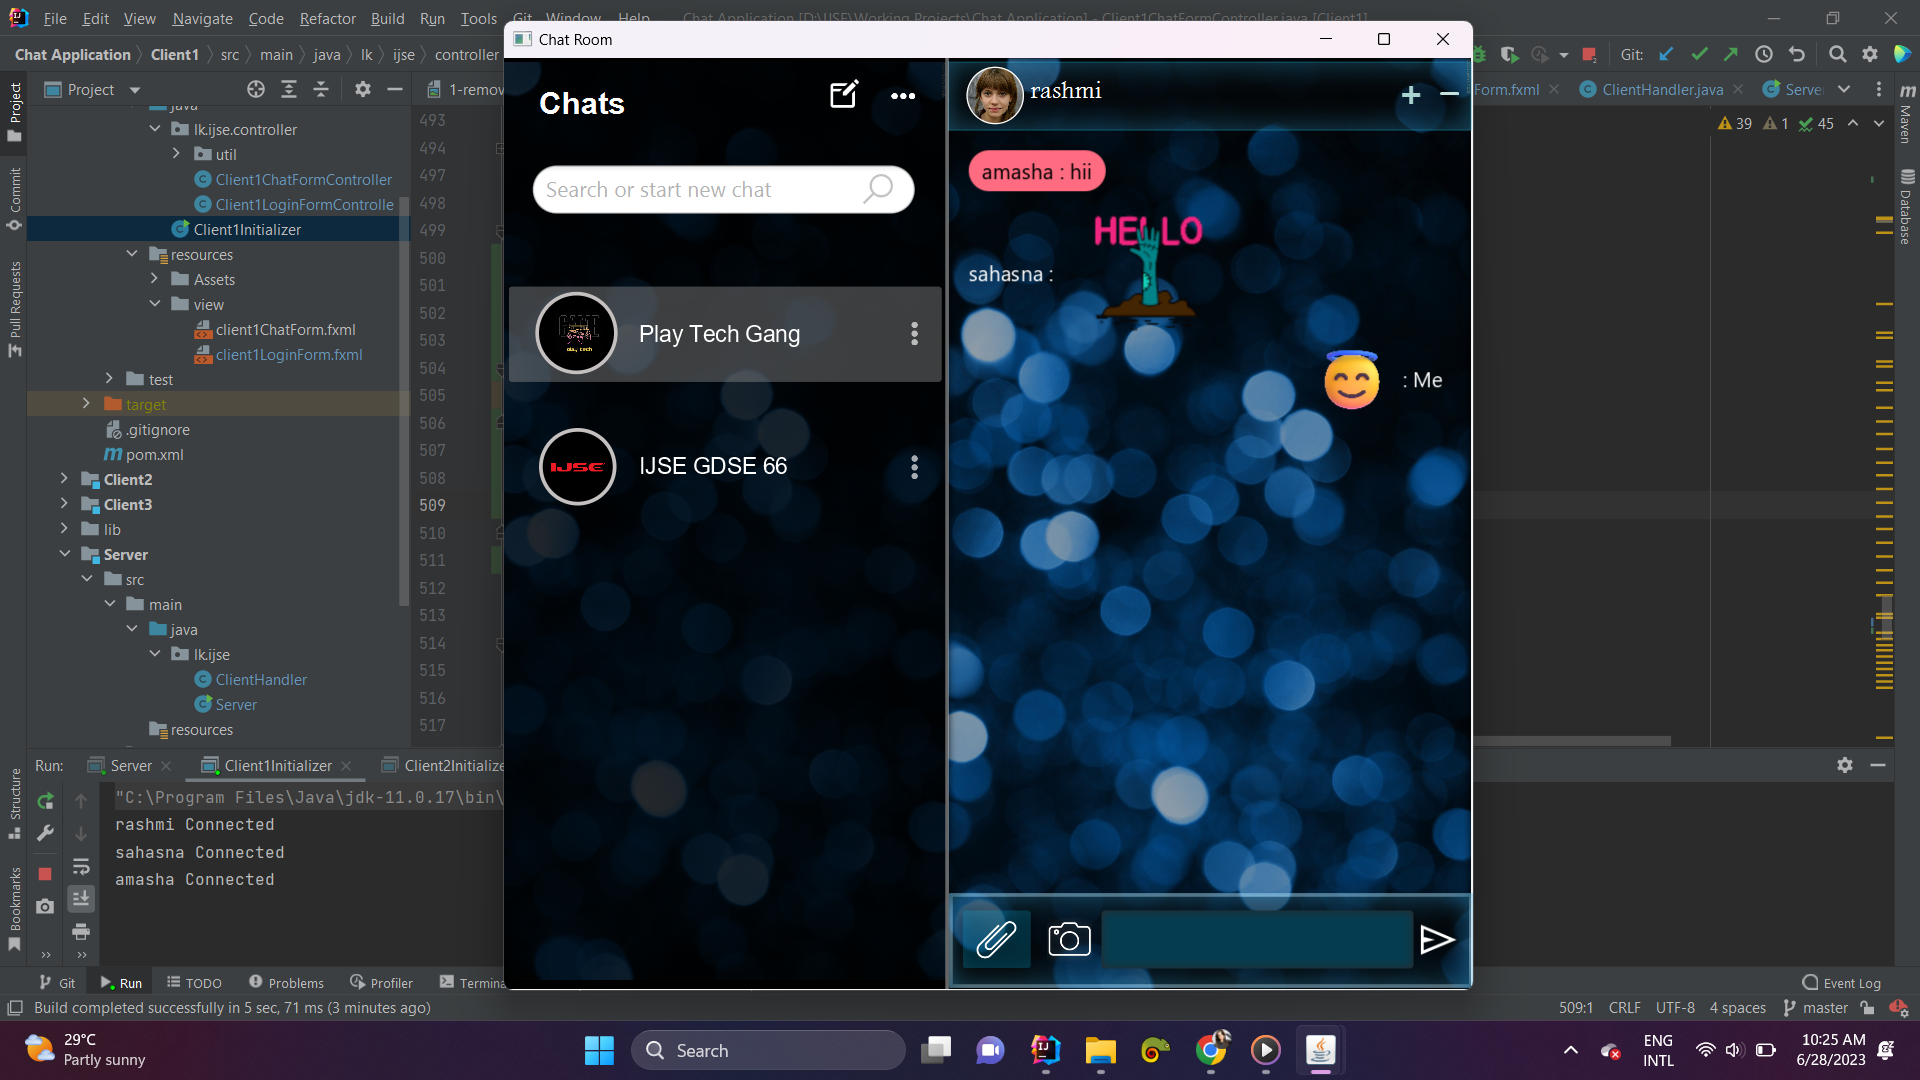 File Edit View Navigate Code Refactor Build Run Tools Git Window Help Chat Application [D:\IJSE\Working Projects\Chat Application] - Client1ChatFormController.java [Client1]
Chat Room
Chat Application Client1 src main java lk ijse controller
Git:
Project
1-remov
Form.fxml
ClientHandler.java
Serve
39 1 45
Project
Commit
Pull Requests
Structure
Bookmarks
Maven
Database
java
lk.ijse.controller
util
Client1ChatFormController
Client1LoginFormControlle
Client1Initializer
resources
Assets
view
client1ChatForm.fxml
client1LoginForm.fxml
test
target
.gitignore
pom.xml
Client2
Client3
lib
Server
src
main
java
lk.ijse
ClientHandler
Server
resources
493
494
497
498
499
500
501
502
503
504
505
506
507
508
509
510
511
512
513
514
515
516
517
Chats
Search or start new chat
Play Tech Gang
IJSE
IJSE GDSE 66
rashmi
amasha : hii
HELLO
sahasna :
: Me
Run: Server Client1Initializer Client2Initialize
"C:\Program Files\Java\jdk-11.0.17\bin\
rashmi Connected
sahasna Connected
amasha Connected
Git Run TODO Problems Profiler Termina
Event Log
Build completed successfully in 5 sec, 71 ms (3 minutes ago)
509:1 CRLF UTF-8 4 spaces master
29°C
Partly sunny
Search
ENG
INTL
10:25 AM
6/28/2023